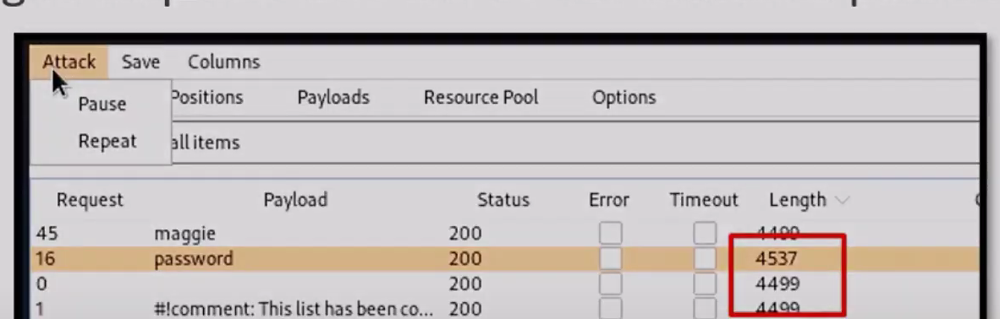 Attack Save Columns
Pause
Positions Payloads Resource Pool Options
Repeat
all items
Request Payload Status Error Timeout Length
45 maggie 200 4499
16 password 200 4537
0 200 4499
1 #!comment: This list has been co... 200 4499